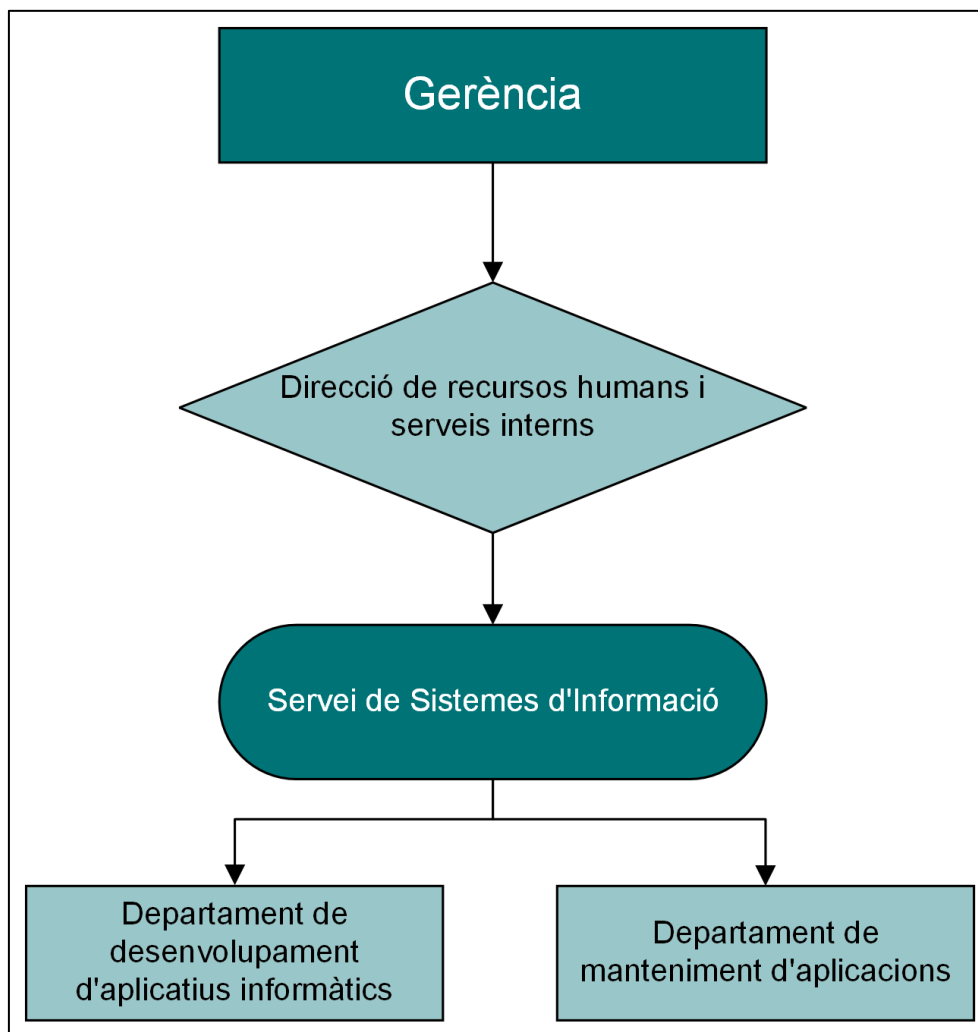 Gerència
Direcció de recursos humans i
serveis interns
Servei de Sistemes d'Informació
Departament de
desenvolupament
d'aplicatius informàtics
Departament de
manteniment d'aplicacions